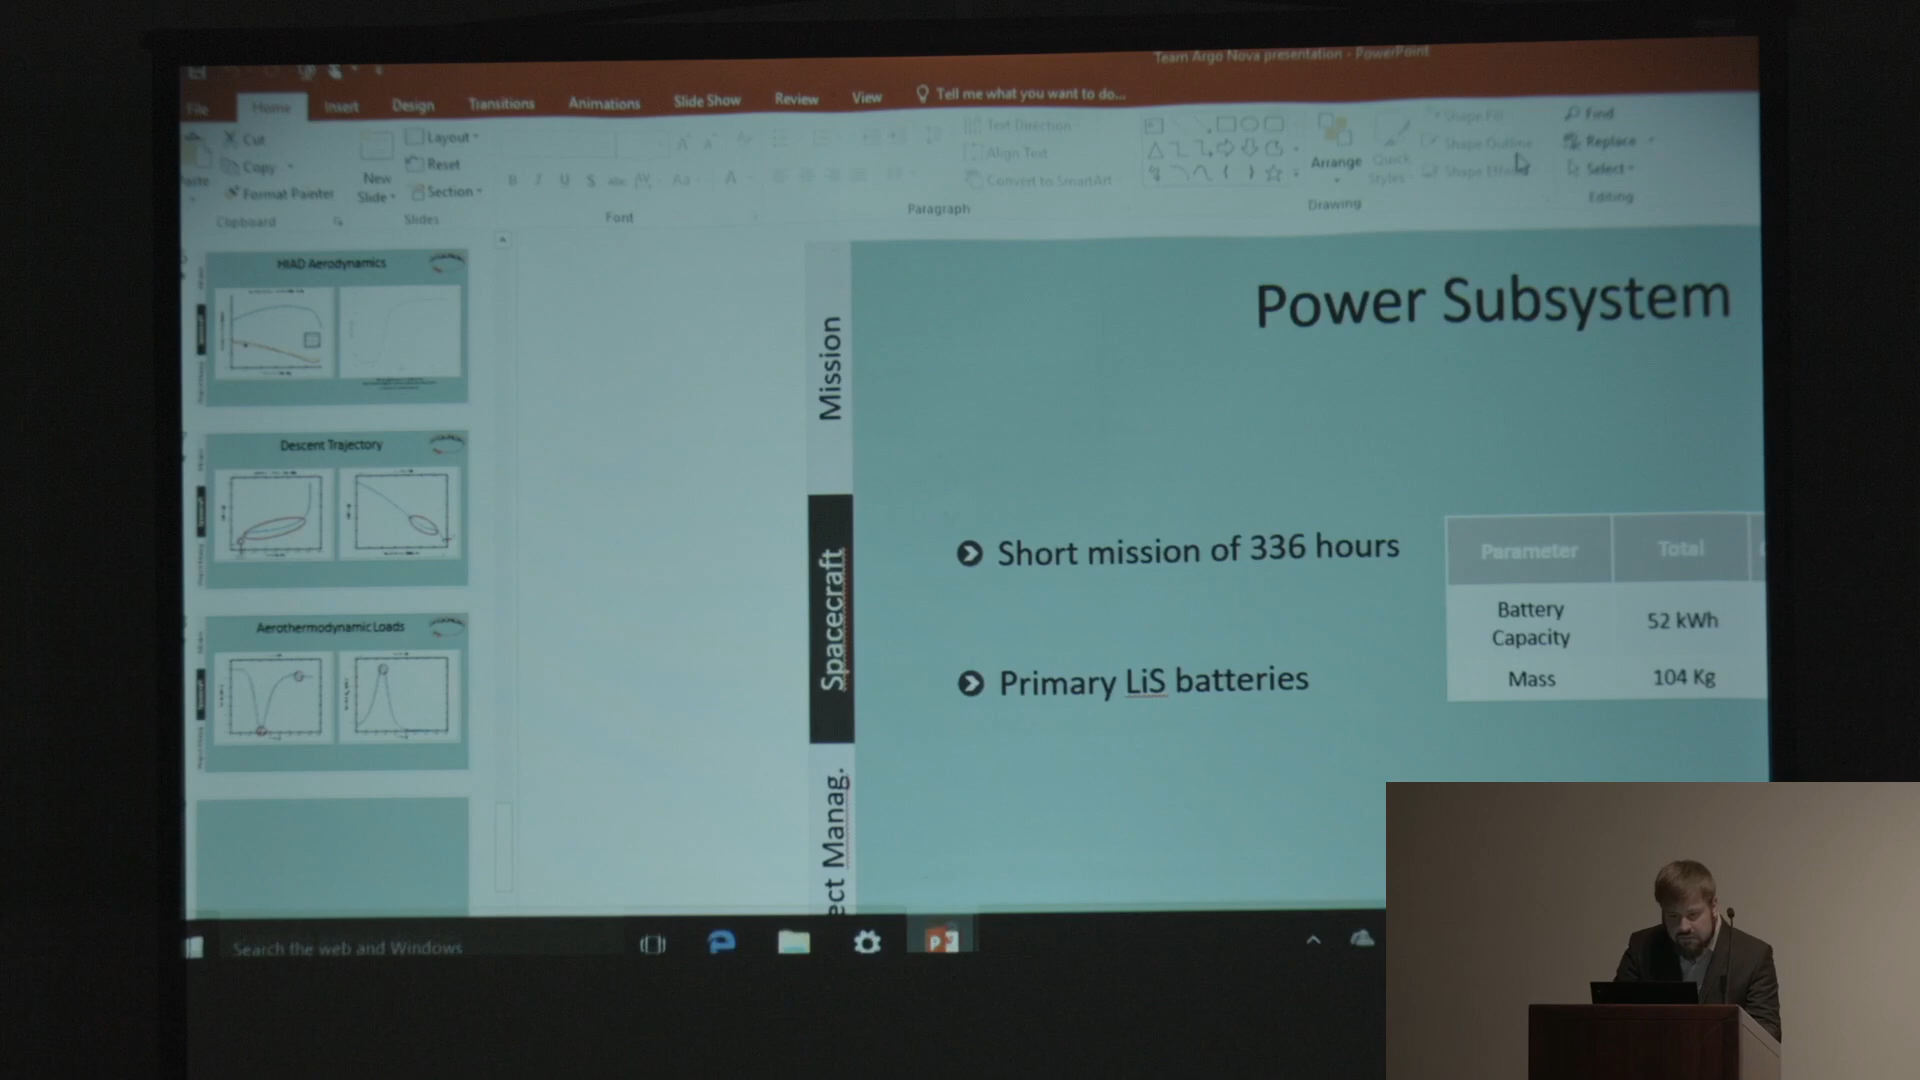 Team Argo Nova presentation - PowerPoint
File Home Insert Design Transitions Animations Slide Show Review View Tell me what you want to do...
Cut
Copy
Format Painter
Clipboard
New
Slide
Layout
Reset
Section
Slides
Font
Text Direction
Align Text
Convert to SmartArt
Paragraph
Arrange
Quick
Styles
Shape Fill
Shape Outline
Shape Effects
Drawing
Find
Replace
Select
Editing
HIAD Aerodynamics
Descent Trajectory
Aerothermodynamic Loads
Mission
Spacecraft
ect Manag.
Power Subsystem
Short mission of 336 hours
Primary LiS batteries
Parameter Total
Battery
Capacity
52 kWh
Mass 104 Kg
Search the web and Windows